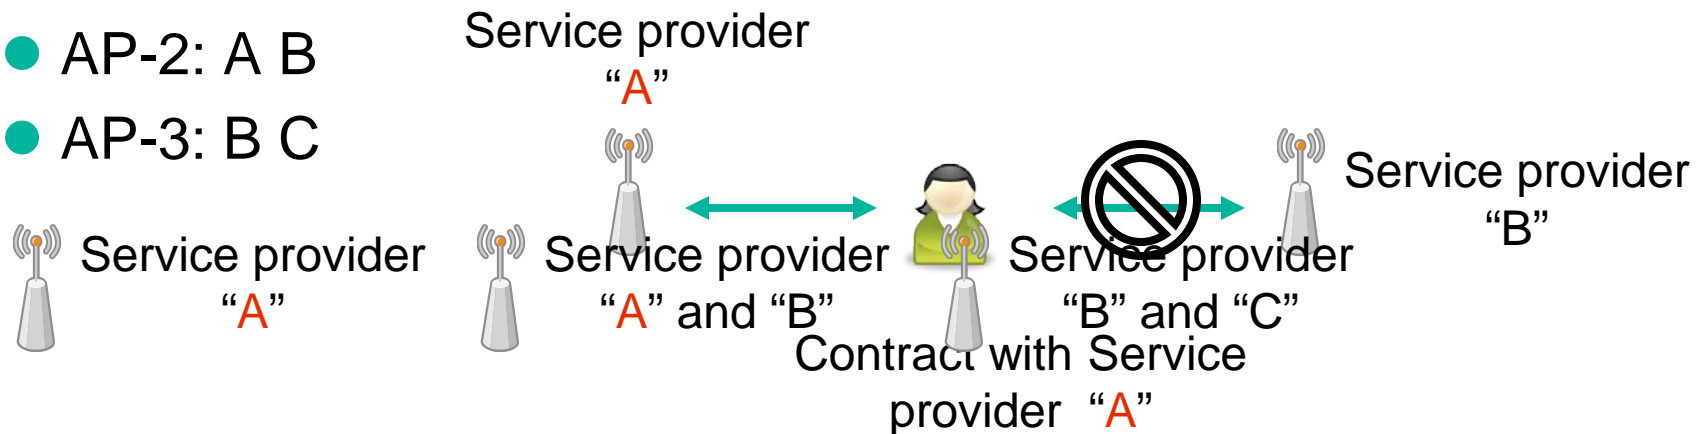 AP-2: A B
AP-3: B C
Service provider
“A”
Service provider
“B”
Service provider
“A”
Service provider
“A” and “B”
Service provider
“B” and “C”
Contract with Service
provider “A”